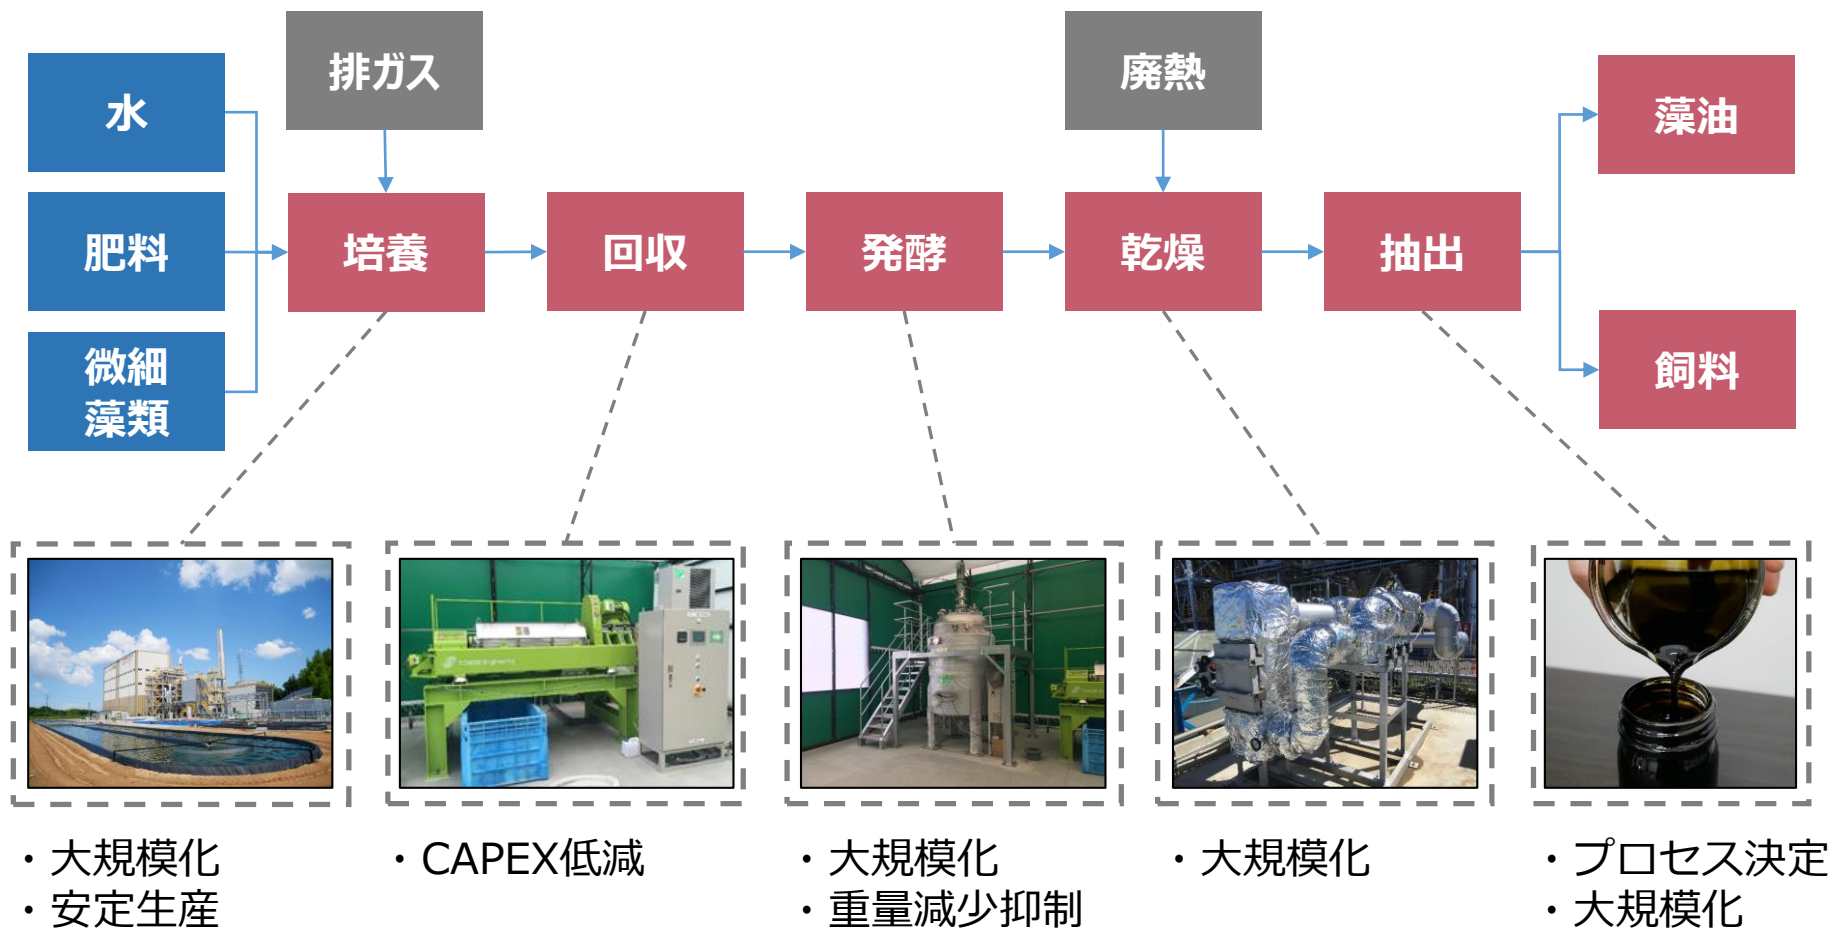 排ガス
廃熱
水
藻油
肥料
培養
回収
発酵
乾燥
抽出
微細
藻類
飼料
・大規模化
・安定生産
・CAPEX低減
・大規模化
・重量減少抑制
・大規模化
・プロセス決定
・大規模化